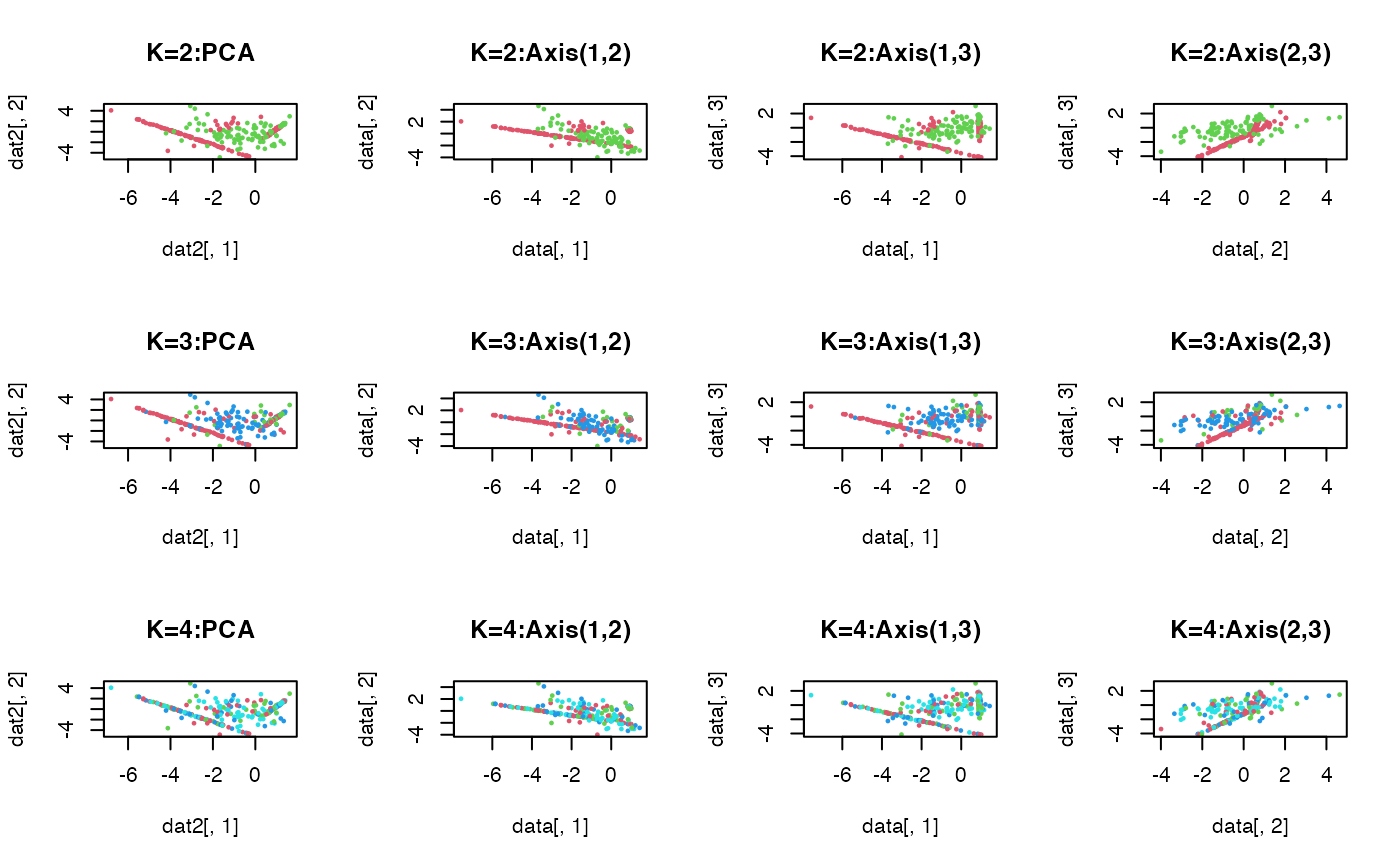 K=2:PCA
K=2:Axis(1,2)
K=2:Axis(1,3)
K=2:Axis(2,3)
dat2[, 2]
-4
4
-6 -4 -2 0
dat2[, 1]
data[, 2]
-4
2
-6 -4 -2 0
data[, 1]
data[, 3]
-4
2
-6 -4 -2 0
data[, 1]
data[, 3]
-4
2
-4 -2 0 2 4
data[, 2]
K=3:PCA
K=3:Axis(1,2)
K=3:Axis(1,3)
K=3:Axis(2,3)
dat2[, 2]
-4
4
-6 -4 -2 0
dat2[, 1]
data[, 2]
-4
2
-6 -4 -2 0
data[, 1]
data[, 3]
-4
2
-6 -4 -2 0
data[, 1]
data[, 3]
-4
2
-4 -2 0 2 4
data[, 2]
K=4:PCA
K=4:Axis(1,2)
K=4:Axis(1,3)
K=4:Axis(2,3)
dat2[, 2]
-4
4
-6 -4 -2 0
dat2[, 1]
data[, 2]
-4
2
-6 -4 -2 0
data[, 1]
data[, 3]
-4
2
-6 -4 -2 0
data[, 1]
data[, 3]
-4
2
-4 -2 0 2 4
data[, 2]